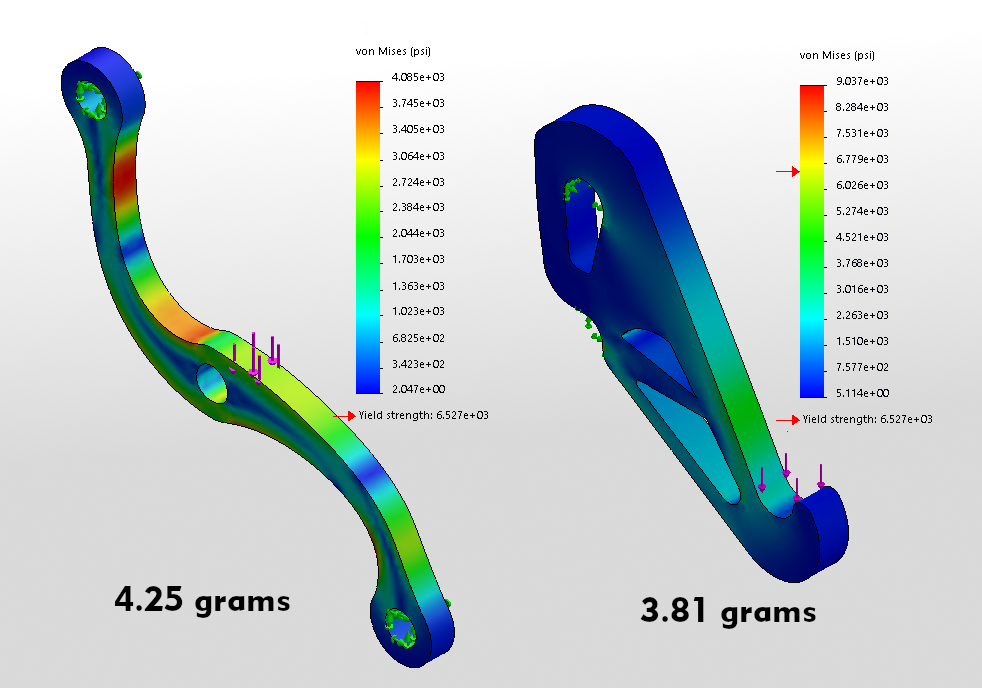 von Mises (psi)
4.085e+03
3.745e+03
3.405e+03
3.064e+03
2.724e+03
2.384e+03
2.044e+03
1.703e+03
1.363e+03
1.023e+03
6.825e+02
3.423e+02
2.047e+00
Yield strength: 6.527e+03
4.25 grams
von Mises (psi)
9.037e+03
8.284e+03
7.531e+03
6.779e+03
6.026e+03
5.274e+03
4.521e+03
3.768e+03
3.016e+03
2.263e+03
1.510e+03
7.577e+02
5.114e+00
Yield strength: 6.527e+03
3.81 grams